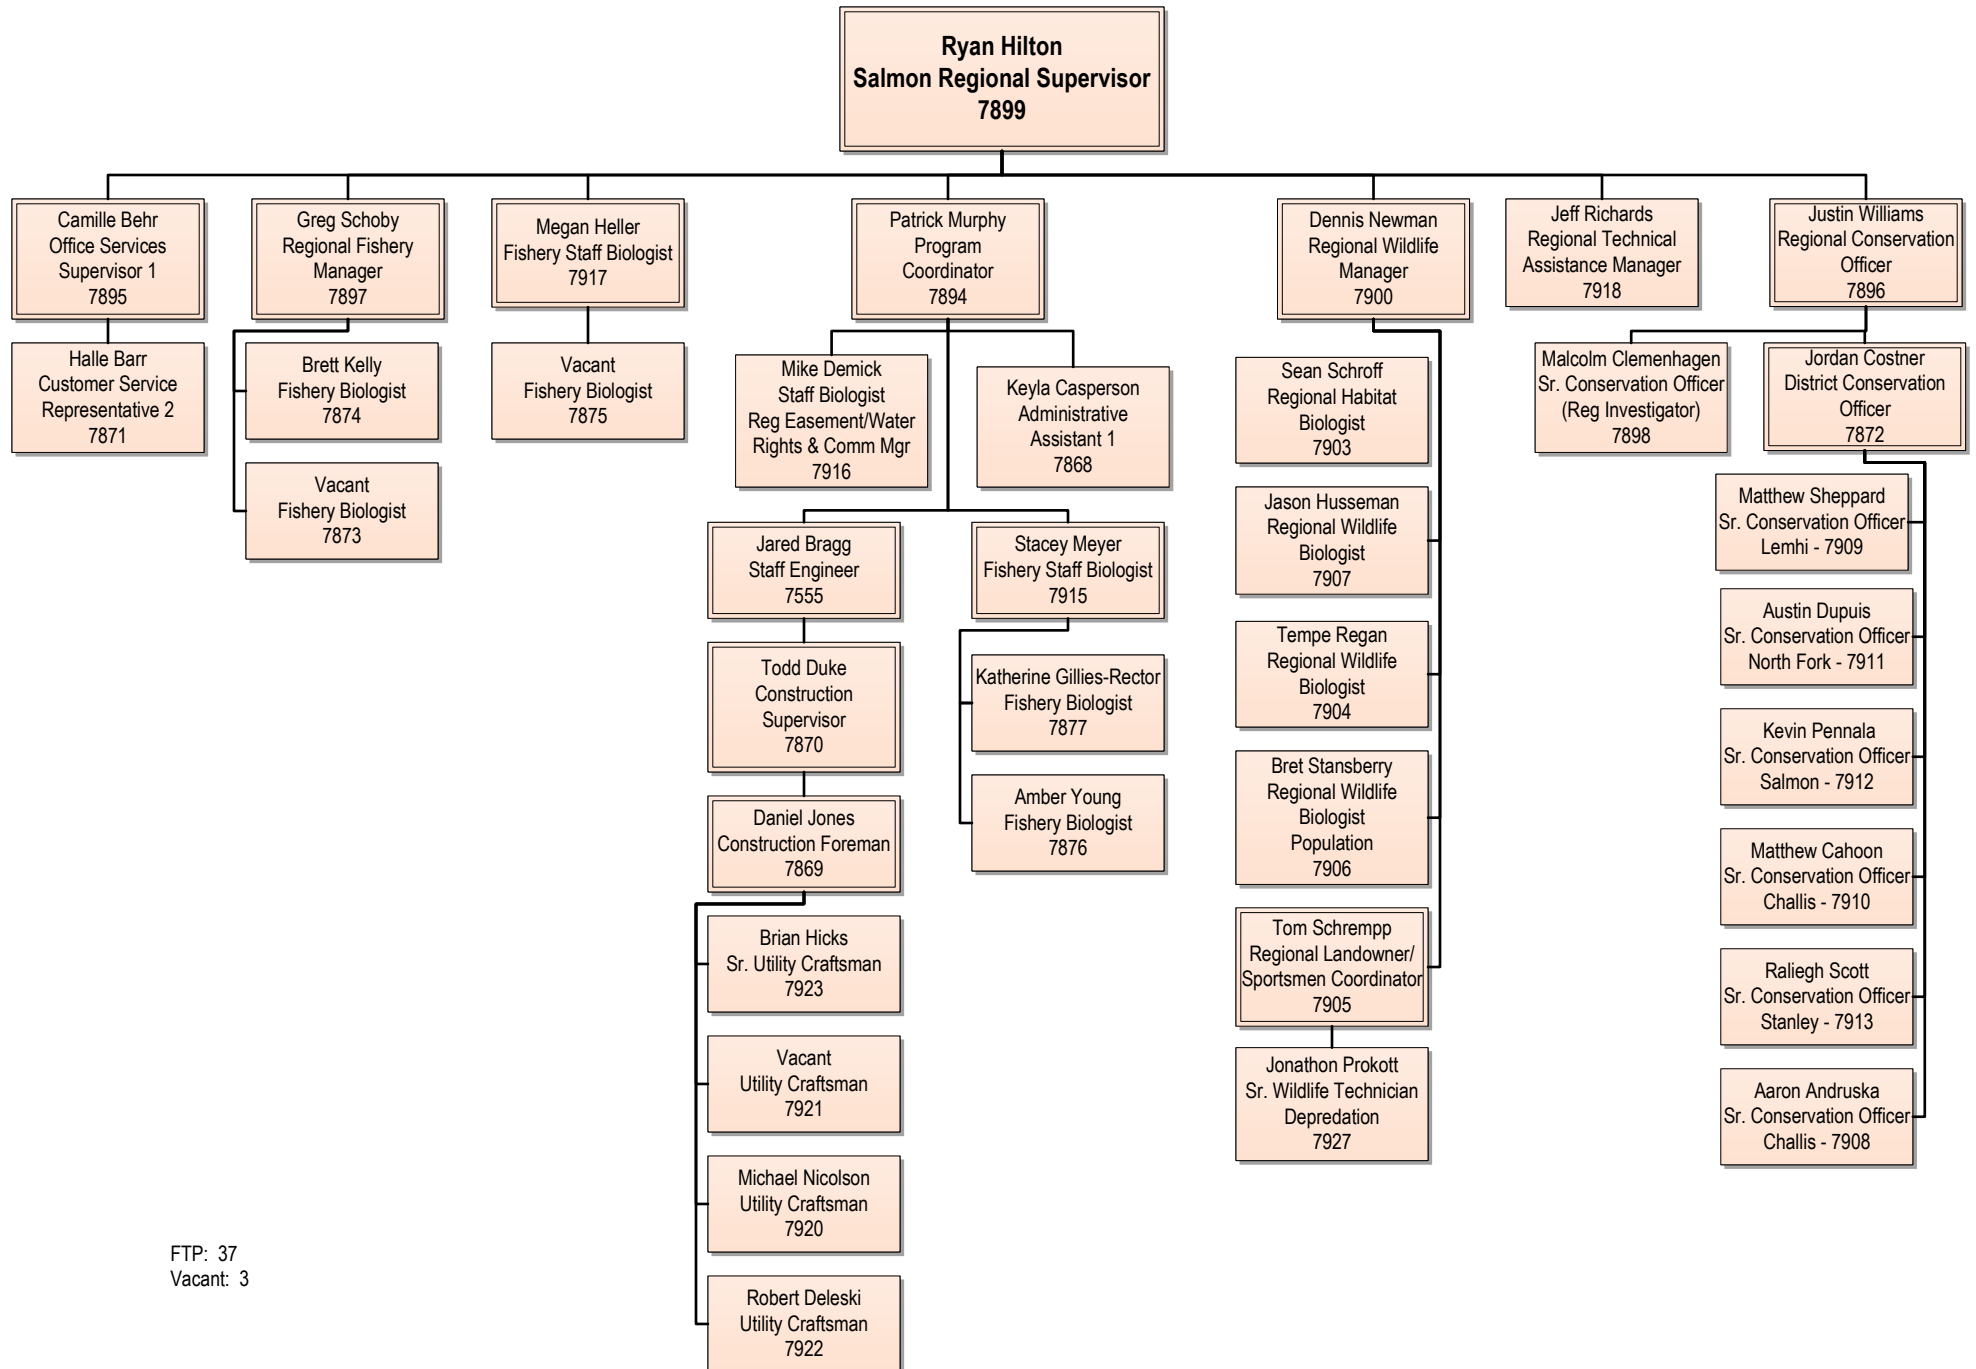 Ryan Hilton
Salmon Regional Supervisor
7899
Camille Behr
Office Services
Supervisor 1
7895
Halle Barr
Customer Service
Representative 2
7871
Greg Schoby
Regional Fishery
Manager
7897
Brett Kelly
Fishery Biologist
7874
Vacant
Fishery Biologist
7873
Megan Heller
Fishery Staff Biologist
7917
Vacant
Fishery Biologist
7875
Patrick Murphy
Program
Coordinator
7894
Mike Demick
Staff Biologist
Reg Easement/Water
Rights & Comm Mgr
7916
Keyla Casperson
Administrative
Assistant 1
7868
Jared Bragg
Staff Engineer
7555
Todd Duke
Construction
Supervisor
7870
Daniel Jones
Construction Foreman
7869
Brian Hicks
Sr. Utility Craftsman
7923
Vacant
Utility Craftsman
7921
Michael Nicolson
Utility Craftsman
7920
Robert Deleski
Utility Craftsman
7922
Stacey Meyer
Fishery Staff Biologist
7915
Katherine Gillies-Rector
Fishery Biologist
7877
Amber Young
Fishery Biologist
7876
Dennis Newman
Regional Wildlife
Manager
7900
Sean Schroff
Regional Habitat
Biologist
7903
Jason Husseman
Regional Wildlife
Biologist
7907
Tempe Regan
Regional Wildlife
Biologist
7904
Bret Stansberry
Regional Wildlife
Biologist
Population
7906
Tom Schrempp
Regional Landowner/
Sportsmen Coordinator
7905
Jonathon Prokott
Sr. Wildlife Technician
Depredation
7927
Jeff Richards
Regional Technical
Assistance Manager
7918
Justin Williams
Regional Conservation
Officer
7896
Malcolm Clemenhagen
Sr. Conservation Officer
(Reg Investigator)
7898
Jordan Costner
District Conservation
Officer
7872
Matthew Sheppard
Sr. Conservation Officer
Lemhi - 7909
Austin Dupuis
Sr. Conservation Officer
North Fork - 7911
Kevin Pennala
Sr. Conservation Officer
Salmon - 7912
Matthew Cahoon
Sr. Conservation Officer
Challis - 7910
Raliegh Scott
Sr. Conservation Officer
Stanley - 7913
Aaron Andruska
Sr. Conservation Officer
Challis - 7908
FTP: 37
Vacant: 3